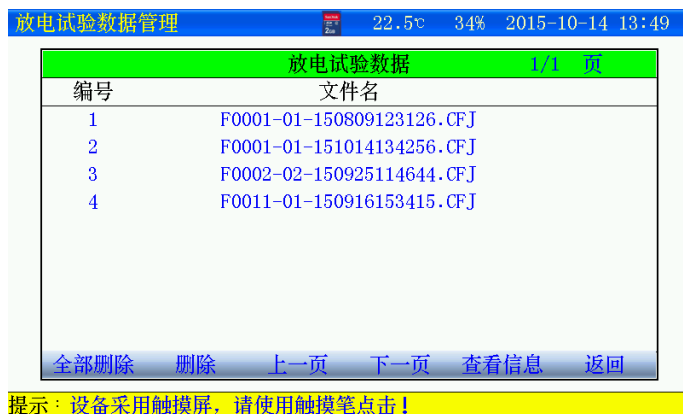 放电试验数据管理 22.5℃ 34% 2015-10-14 13:49
放电试验数据 1/1 页
编号 文件名
1 F0001-01-150809123126.CFJ
2 F0001-01-151014134256.CFJ
3 F0002-02-150925114644.CFJ
4 F0011-01-150916153415.CFJ
全部删除 删除 上一页 下一页 查看信息 返回
提示：设备采用触摸屏，请使用触摸笔点击！